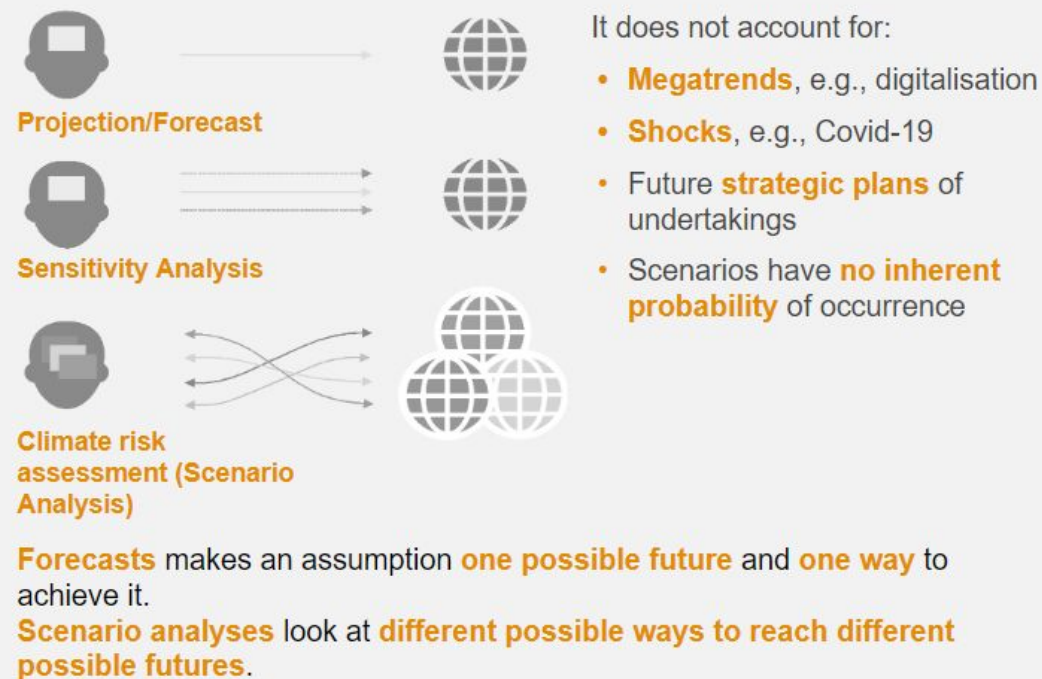 Projection/Forecast
Sensitivity Analysis
Climate risk
assessment (Scenario
Analysis)
It does not account for:
• Megatrends, e.g., digitalisation
• Shocks, e.g., Covid-19
• Future strategic plans of
undertakings
• Scenarios have no inherent
probability of occurrence
Forecasts makes an assumption one possible future and one way to
achieve it.
Scenario analyses look at different possible ways to reach different
possible futures.